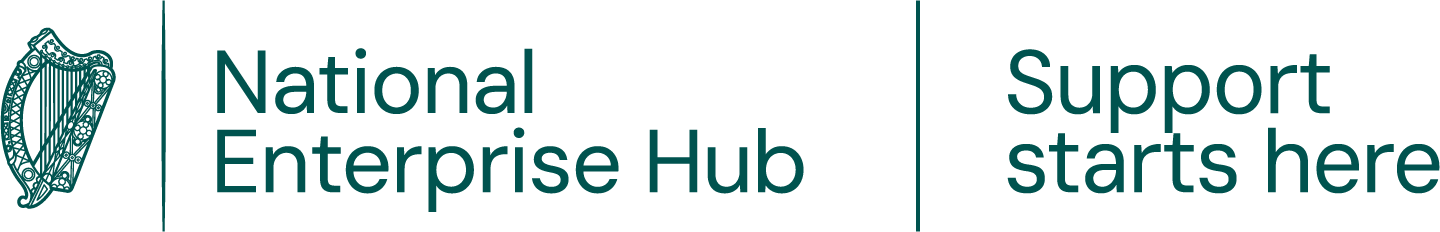 National
Enterprise Hub
Support
starts here